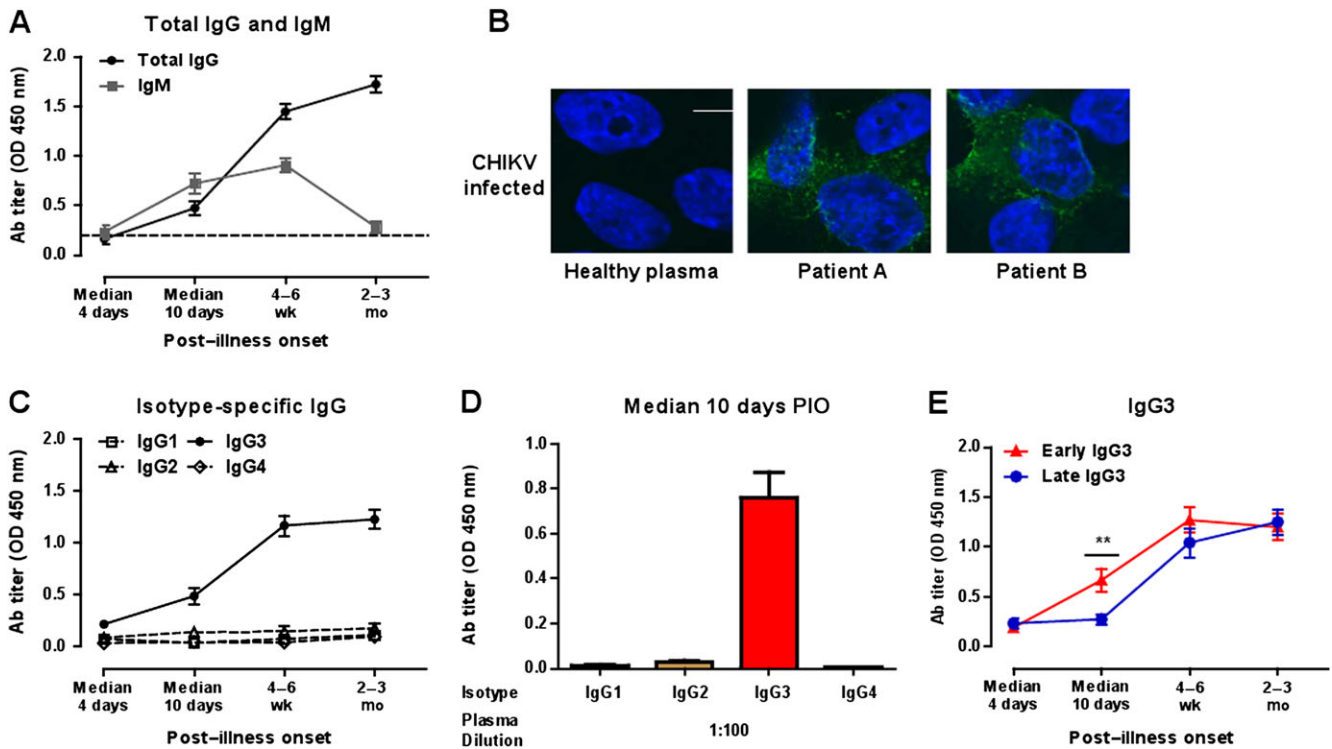 A
Total IgG and IgM
Total IgG
IgM
Ab titer (OD 450 nm)
2.0
1.5
1.0
0.5
0.0
Median 4 days
Median 10 days
4–6 wk
2–3 mo
Post–illness onset
B
CHIKV
infected
Healthy plasma
Patient A
Patient B
C
Isotype-specific IgG
IgG1
IgG3
IgG2
IgG4
Ab titer (OD 450 nm)
2.0
1.5
1.0
0.5
0.0
Median 4 days
Median 10 days
4–6 wk
2–3 mo
Post–illness onset
D
Median 10 days PIO
Ab titer (OD 450 nm)
1.0
0.8
0.6
0.4
0.2
0.0
Isotype
IgG1
IgG2
IgG3
IgG4
Plasma
Dilution
1:100
E
IgG3
Early IgG3
Late IgG3
Ab titer (OD 450 nm)
2.0
1.5
1.0
0.5
0.0
**
Median 4 days
Median 10 days
4–6 wk
2–3 mo
Post–illness onset